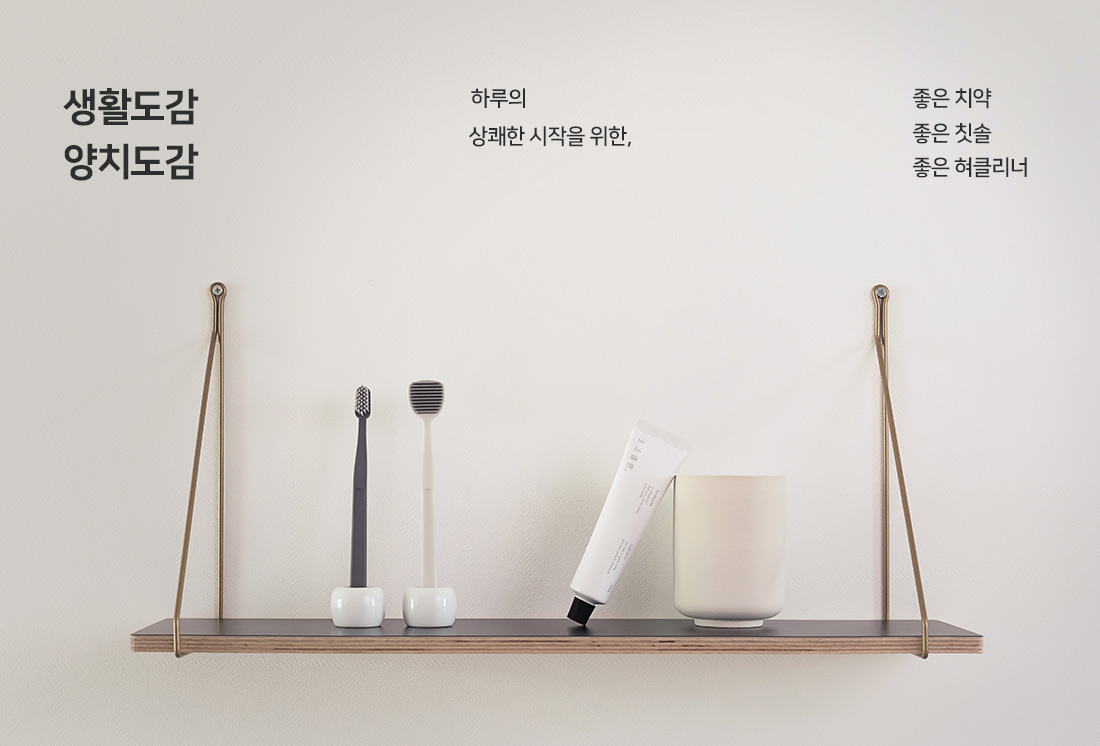 생활도감
양치도감
하루의
상쾌한 시작을 위한,
좋은 치약
좋은 칫솔
좋은 혀클리너